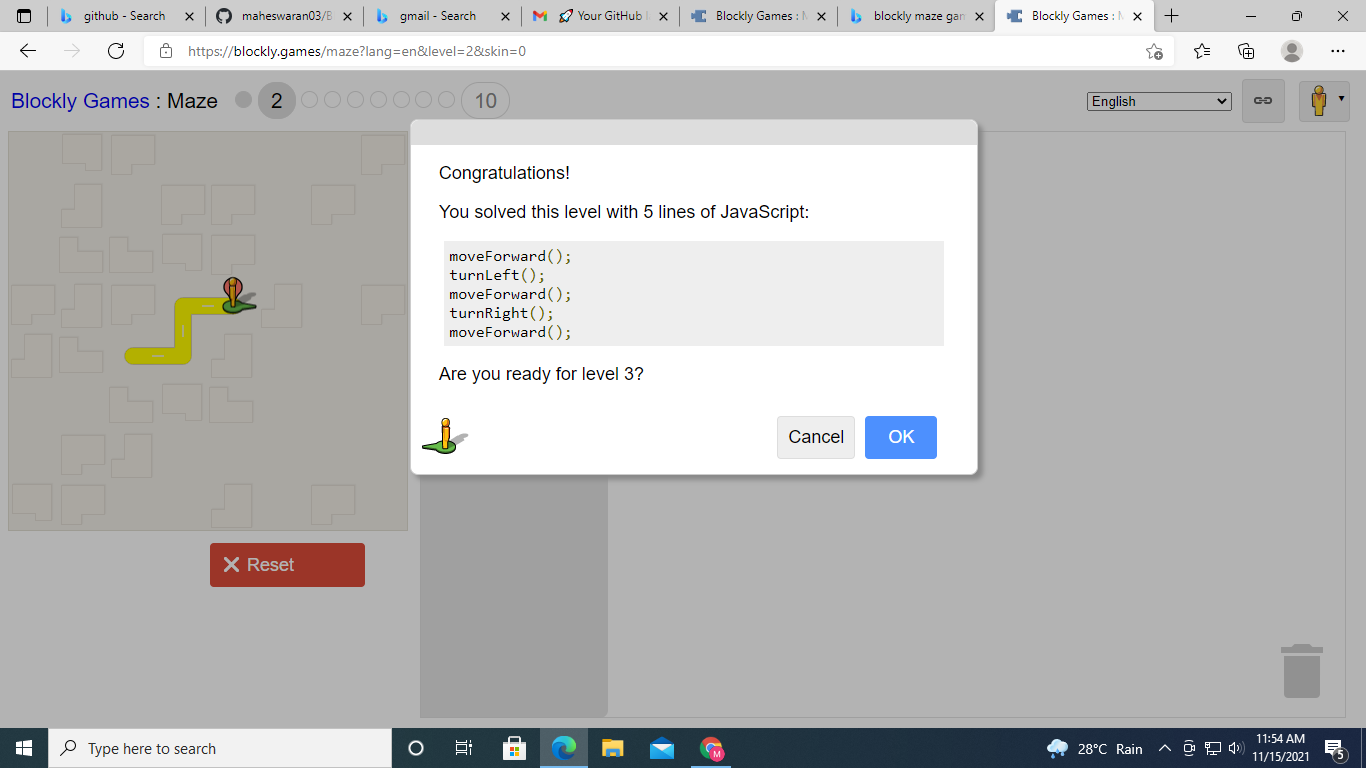 github - Search
maheswaran03/B
gmail - Search
Your GitHub l
Blockly Games : M
blockly maze gam
Blockly Games : M
https://blockly.games/maze?lang=en&level=2&skin=0
Blockly Games : Maze 2 10
English
Congratulations!
You solved this level with 5 lines of JavaScript:
moveForward();
turnLeft();
moveForward();
turnRight();
moveForward();
Are you ready for level 3?
Cancel OK
Reset
Type here to search
M
28°C Rain
11:54 AM
11/15/2021
5